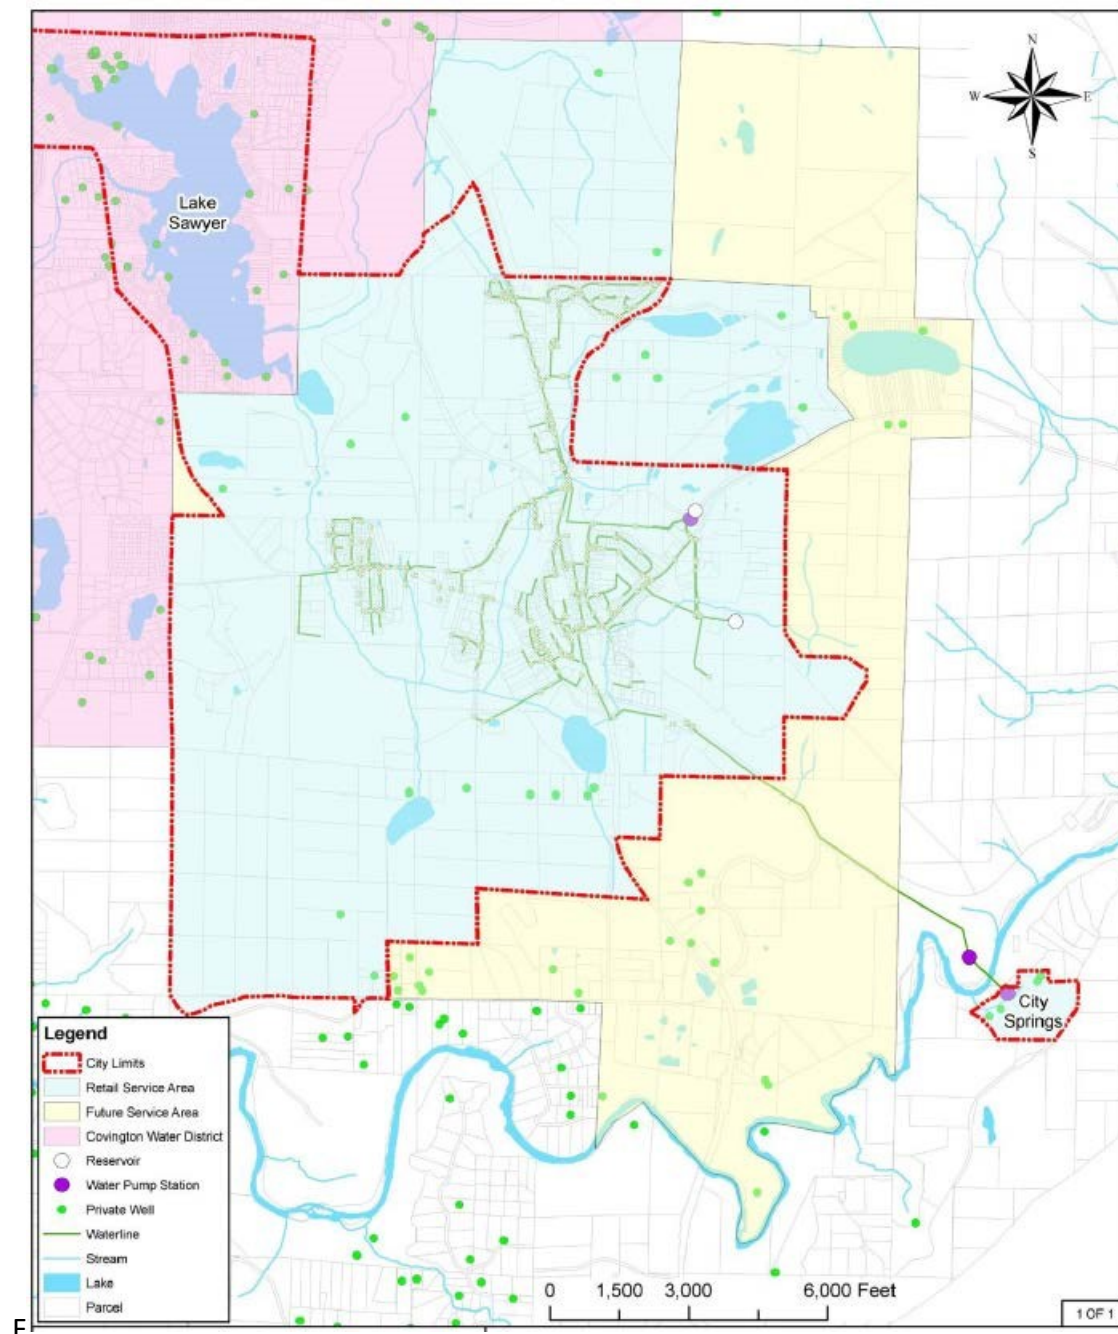 N
W
E
S
Lake
Sawyer
City
Springs
Legend
City Limits
Retail Service Area
Future Service Area
Covington Water District
Reservoir
Water Pump Station
Private Well
Waterline
Stream
Lake
Parcel
0 1,500 3,000 6,000 Feet
1 OF 1